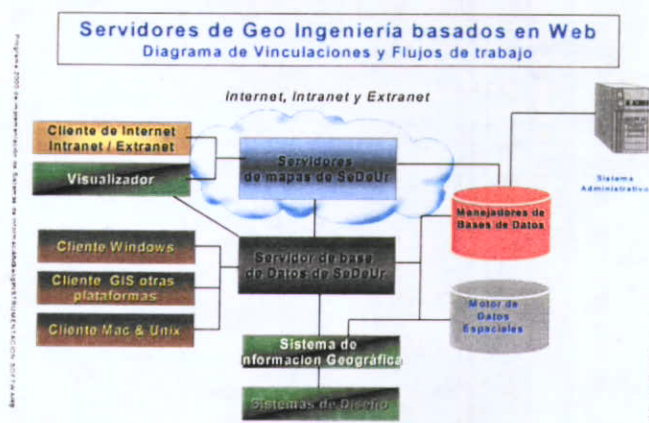 Servidores de Geo Ingeniería basados en Web
Diagrama de Vinculaciones y Flujos de trabajo
Internet, Intranet y Extranet
Cliente de Internet
Intranet / Extranet
Visualizador
Servidores
de mapas de SeDeUr
Sistema
Administrativo
Manejadores de
Bases de Datos
Cliente Windows
Cliente GIS otras
plataformas
Cliente Mac & Unix
Servidor de base
de Datos de SeDeUr
Motor de
Datos
Espaciales
Sistema de
Información Geográfica
Sistemas de Diseño